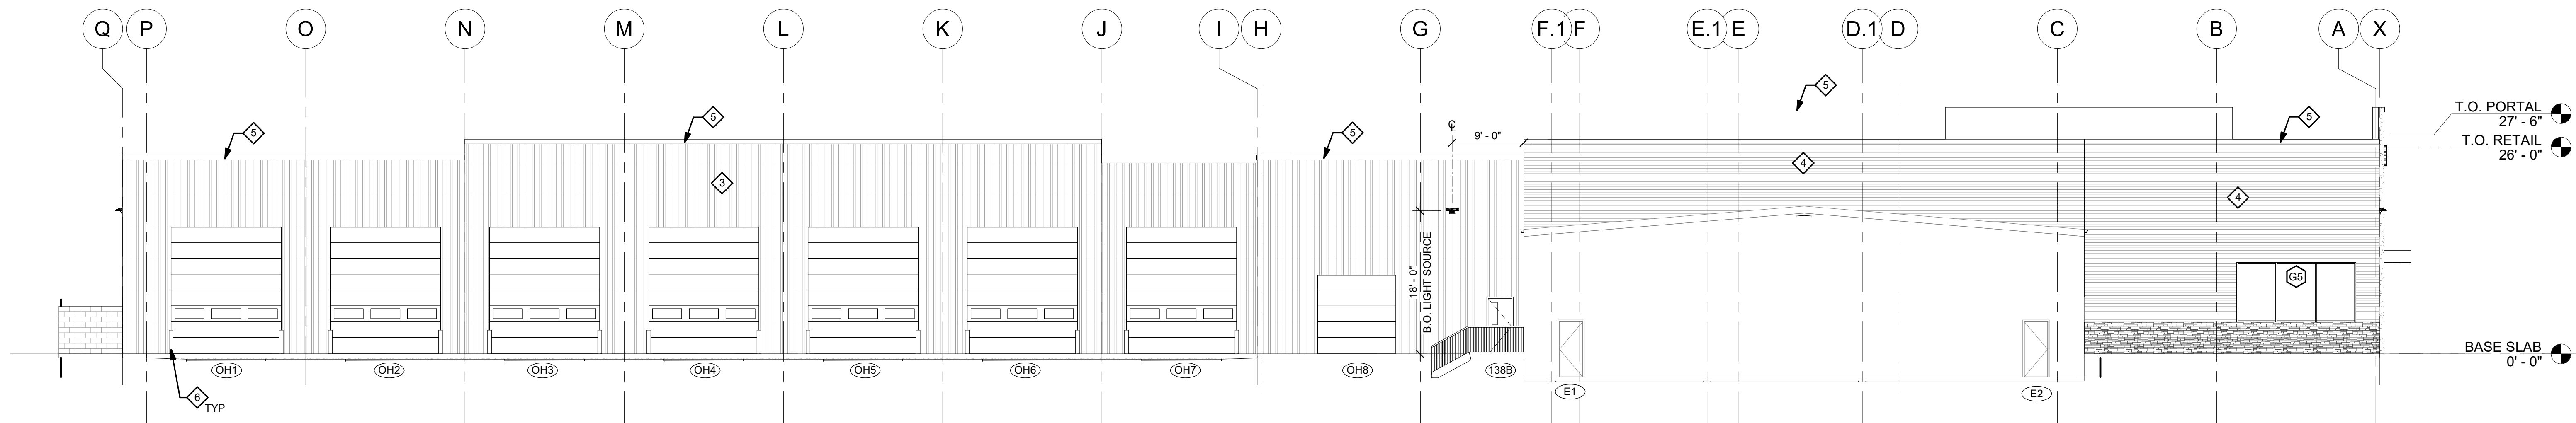 Q P O N M L K J I H G F.1 F E.1 E D.1 D C B A X
5
5
5
5
5
T.O. PORTAL
27' - 6"
T.O. RETAIL
26' - 0"
CL
9' - 0"
3
4
4
18' - 0"
B.O. LIGHT SOURCE
G5
BASE SLAB
0' - 0"
OH1 OH2 OH3 OH4 OH5 OH6 OH7 OH8 138B
E1 E2
6
TYP